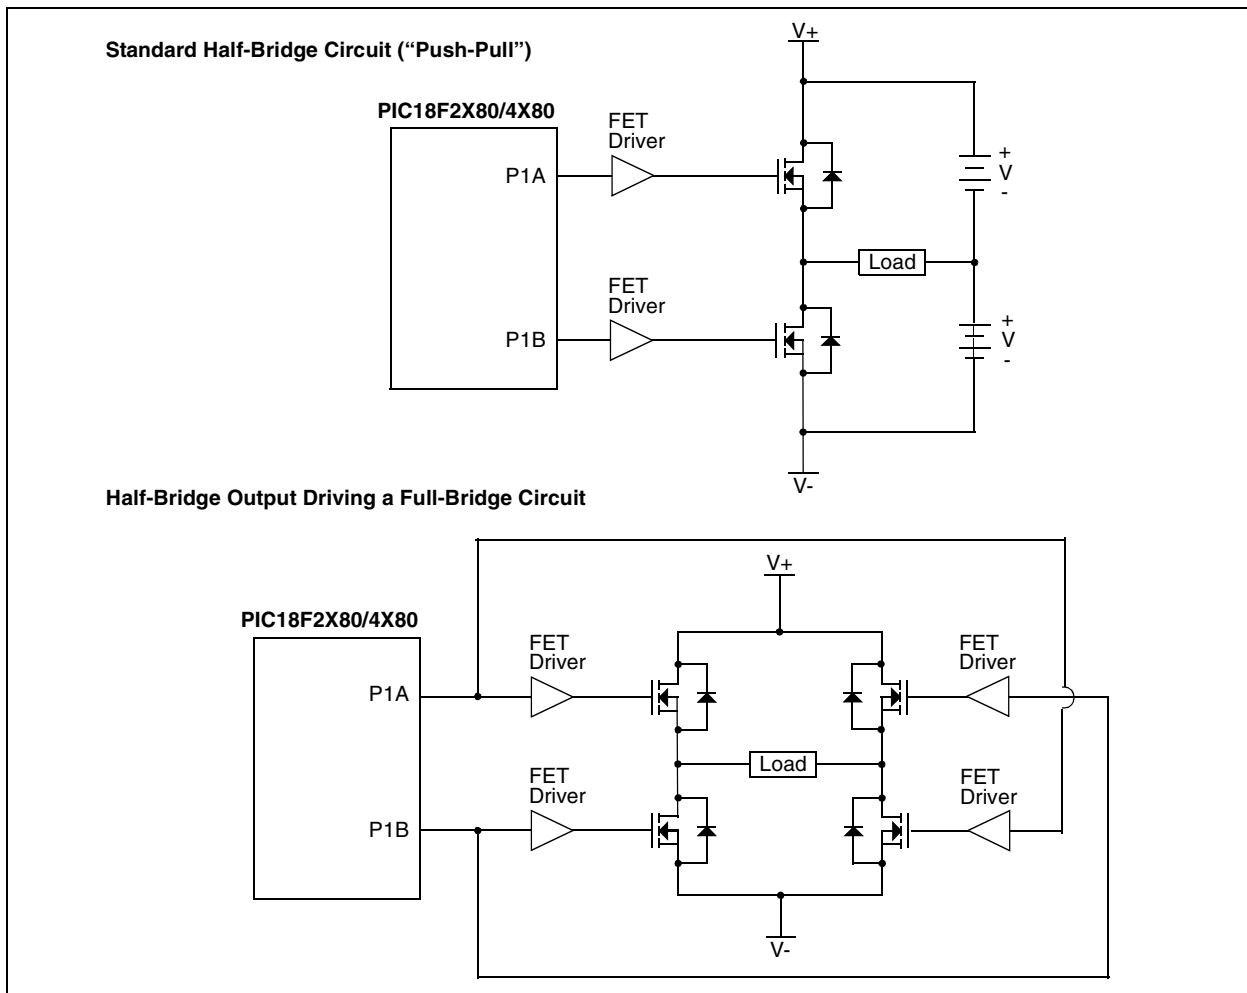 Standard Half-Bridge Circuit (“Push-Pull”)
V+
PIC18F2X80/4X80
FET
Driver
P1A
+
V
-
Load
FET
Driver
P1B
+
V
-
V-
Half-Bridge Output Driving a Full-Bridge Circuit
V+
PIC18F2X80/4X80
FET
Driver
FET
Driver
P1A
Load
FET
Driver
FET
Driver
P1B
V-